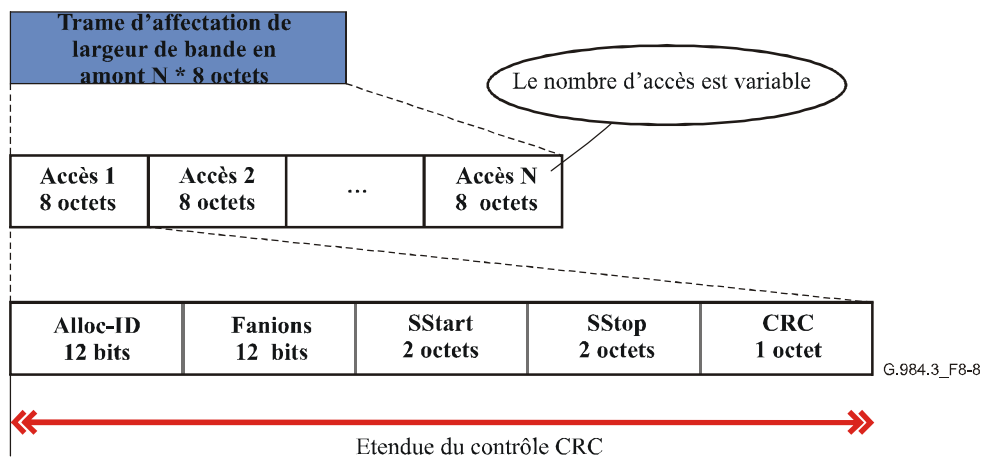 Trame d'affectation de
largeur de bande en
amont N * 8 octets
Le nombre d'accès est variable
Accès 1
8 octets
Accès 2
8 octets
...
Accès N
8 octets
Alloc-ID
12 bits
Fanions
12 bits
SStart
2 octets
SStop
2 octets
CRC
1 octet
G.984.3_F8-8
Etendue du contrôle CRC